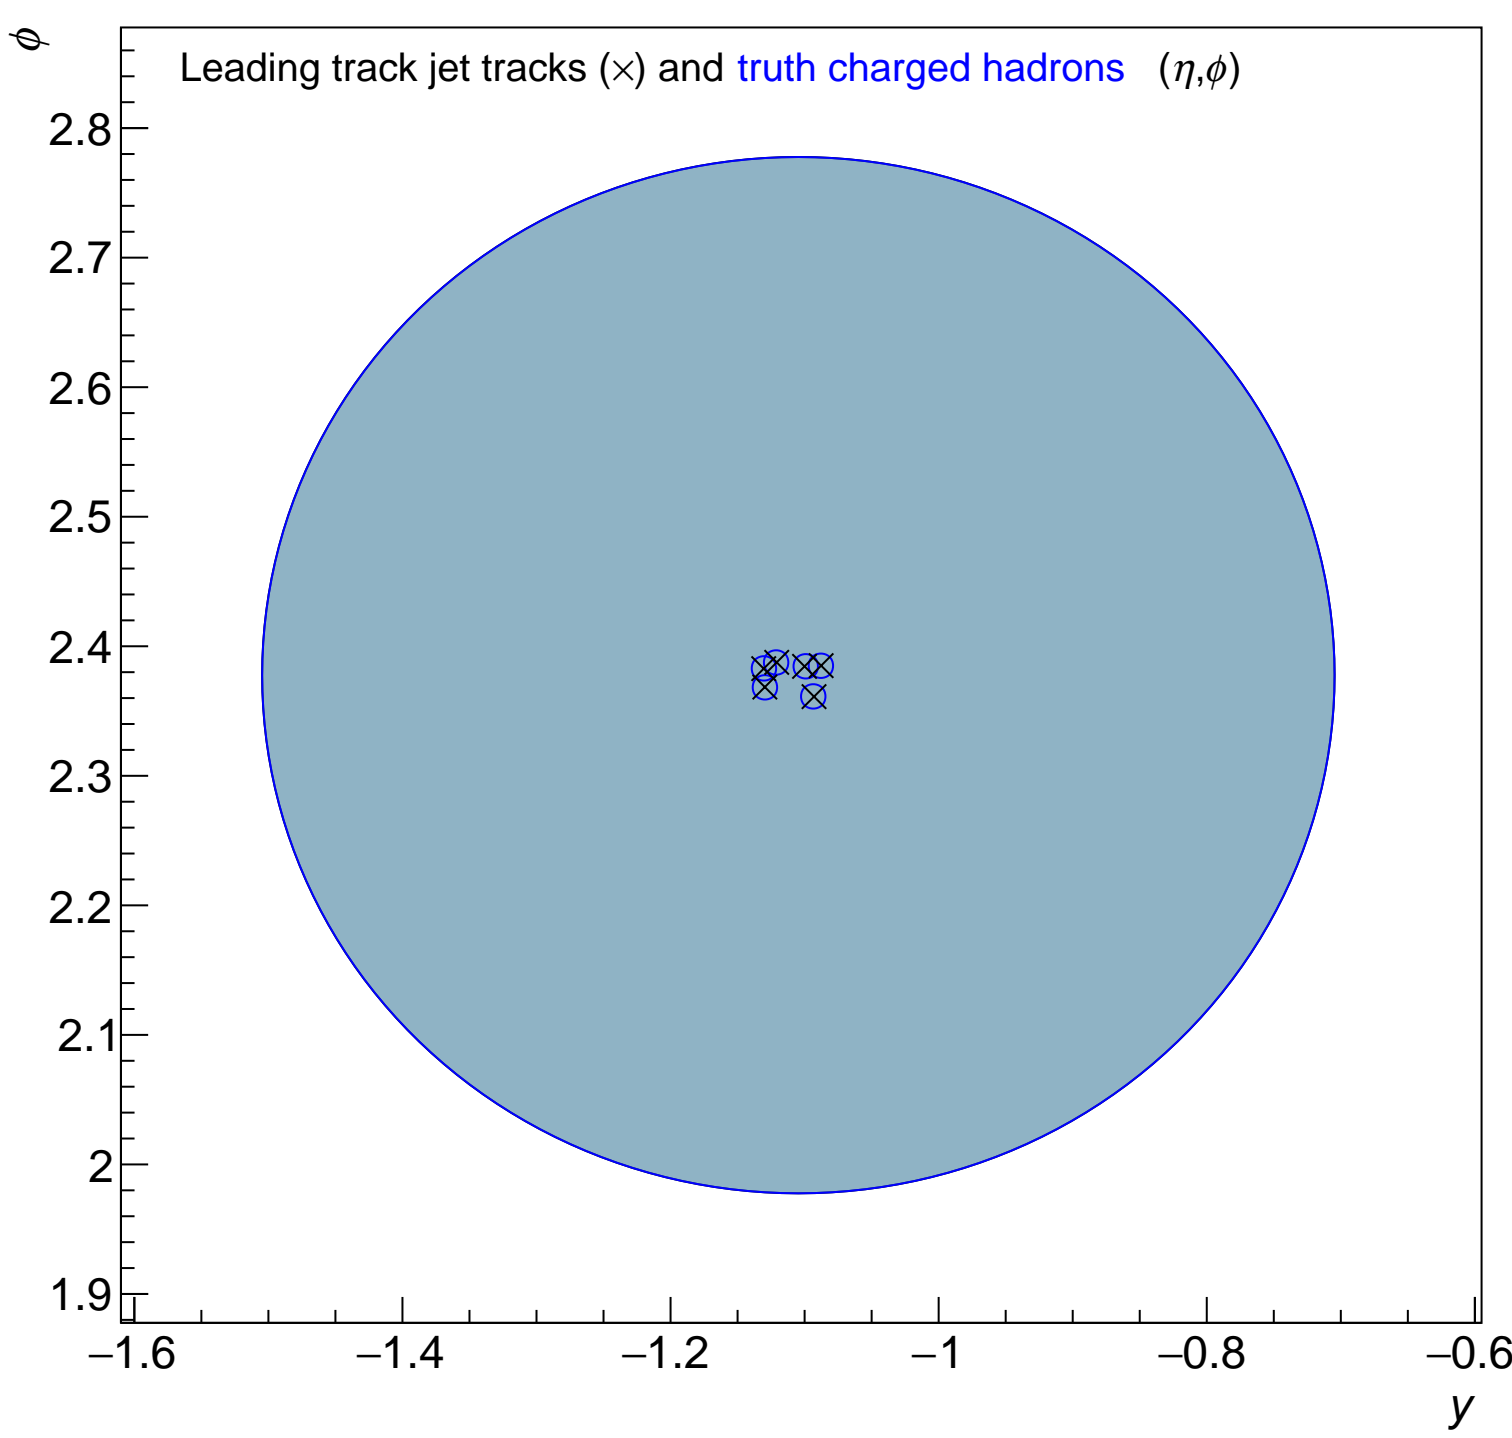 ϕ
Leading track jet tracks (×) and truth charged hadrons (η,ϕ)
2.8
2.7
2.6
2.5
2.4
2.3
2.2
2.1
2
1.9
−1.6 −1.4 −1.2 −1 −0.8 −0.6
y